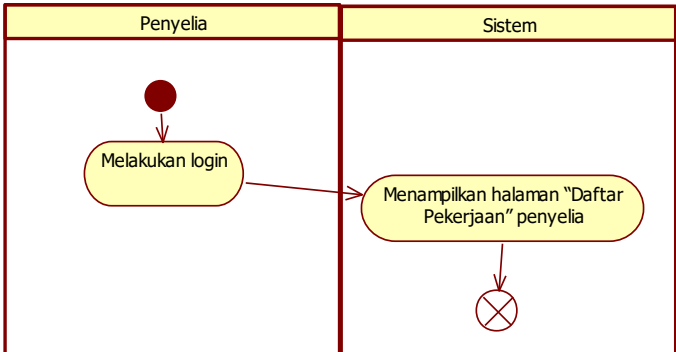 Penyelia
Sistem
Melakukan login
Menampilkan halaman “Daftar
Pekerjaan” penyelia